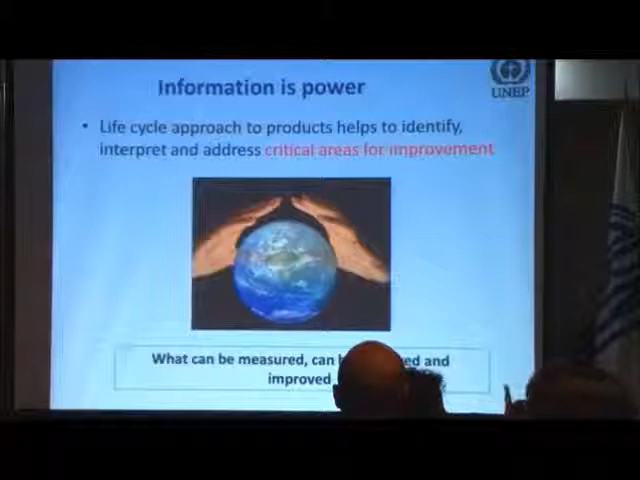 Information is power
UNEP
• Life cycle approach to products helps to identify,
interpret and address critical areas for improvement
What can be measured, can and
improved